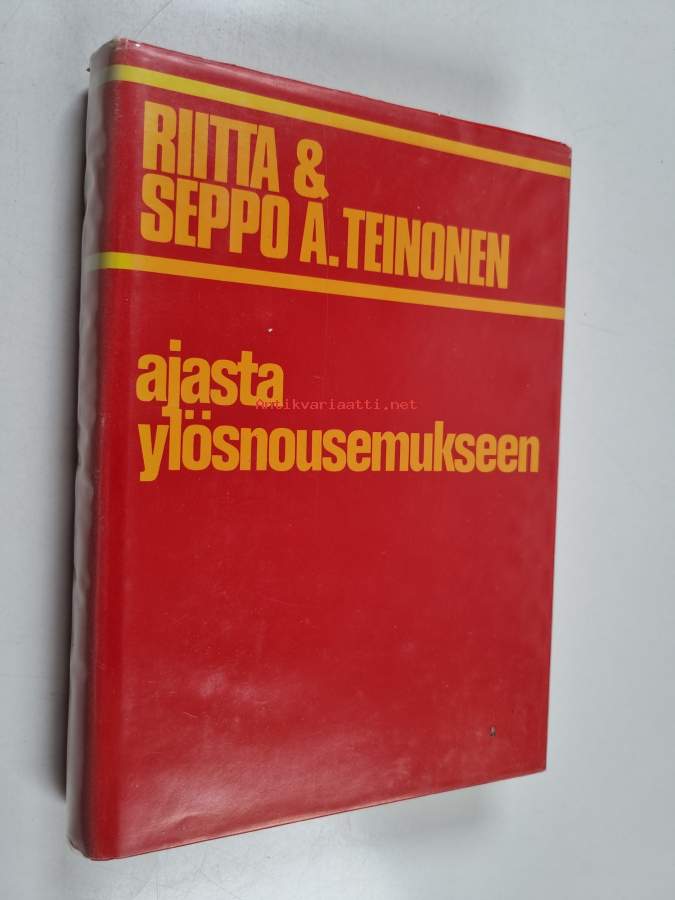 RIITTA &
SEPPO A. TEINONEN
ajasta
Antikvariaatti.net
ylösnousemukseen